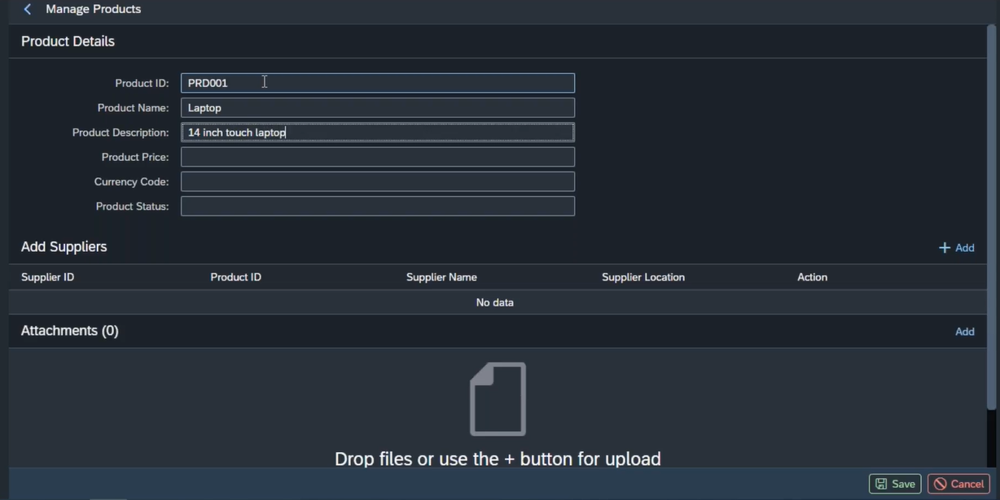 Manage Products
Product Details
Product ID: PRD001
Product Name: Laptop
Product Description: 14 inch touch laptop
Product Price:
Currency Code:
Product Status:
Add Suppliers + Add
Supplier ID Product ID Supplier Name Supplier Location Action
No data
Attachments (0) Add
Drop files or use the + button for upload
Save Cancel